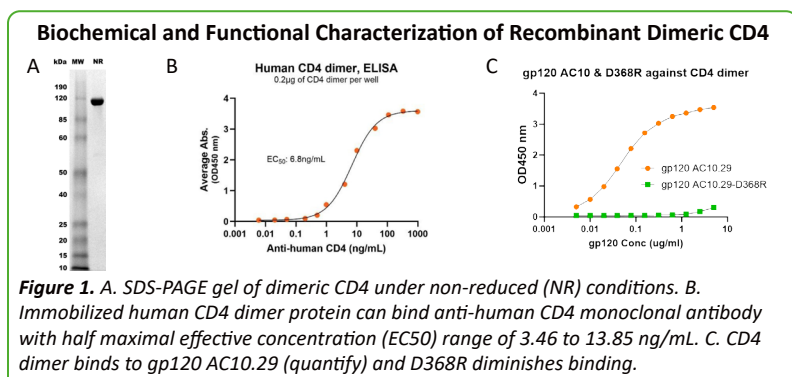 Biochemical and Functional Characterization of Recombinant Dimeric CD4
A
kDa MW NR
190
120
85
60
50
40
25
20
15
10
B
Human CD4 dimer, ELISA
0.2µg of CD4 dimer per well
Average Abs.
(OD450 nm)
4
3
2
1
0
EC50: 6.8ng/mL
0.001 0.01 0.1 1 10 100 1000
Anti-human CD4 (ng/mL)
C
gp120 AC10 & D368R against CD4 dimer
OD450 nm
4
3
2
1
0
gp120 AC10.29
gp120 AC10.29-D368R
0.001 0.01 0.1 1 10
gp120 Conc (ug/ml)
Figure 1. A. SDS-PAGE gel of dimeric CD4 under non-reduced (NR) conditions. B.
Immobilized human CD4 dimer protein can bind anti-human CD4 monoclonal antibody
with half maximal effective concentration (EC50) range of 3.46 to 13.85 ng/mL. C. CD4
dimer binds to gp120 AC10.29 (quantify) and D368R diminishes binding.